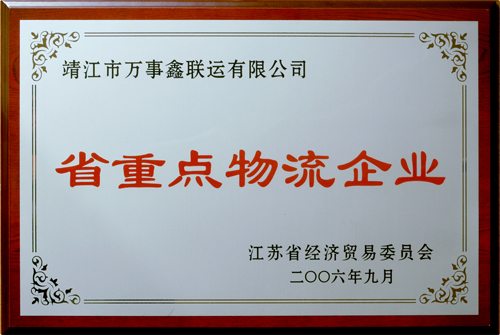 靖江市万事鑫联运有限公司
省重点物流企业
江苏省经济贸易委员会
二〇〇六年九月